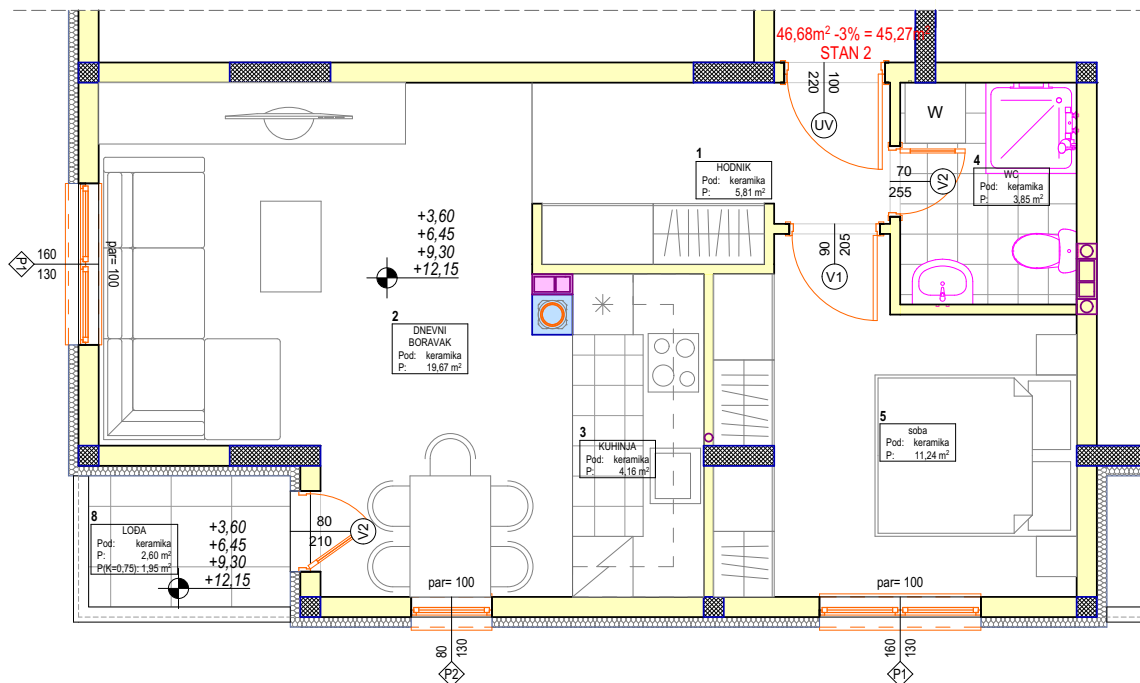 46,68m² -3% = 45,27m²
STAN 2
100
220
UV
W
1
HODNIK
Pod: keramika
P: 5,81 m²
70
255
V2
4
WC
Pod: keramika
P: 3,85 m²
90
205
V1
160
130
P1
par= 100
+3,60
+6,45
+9,30
+12,15
2
DNEVNI
BORAVAK
Pod: keramika
P: 19,67 m²
3
KUHINJA
Pod: keramika
P: 4,16 m²
5
soba
Pod: keramika
P: 11,24 m²
8
LOĐA
Pod: keramika
P: 2,60 m²
P(K=0,75): 1,95 m²
+3,60
+6,45
+9,30
+12,15
80
210
V2
par= 100
par= 100
80
130
P2
160
130
P1